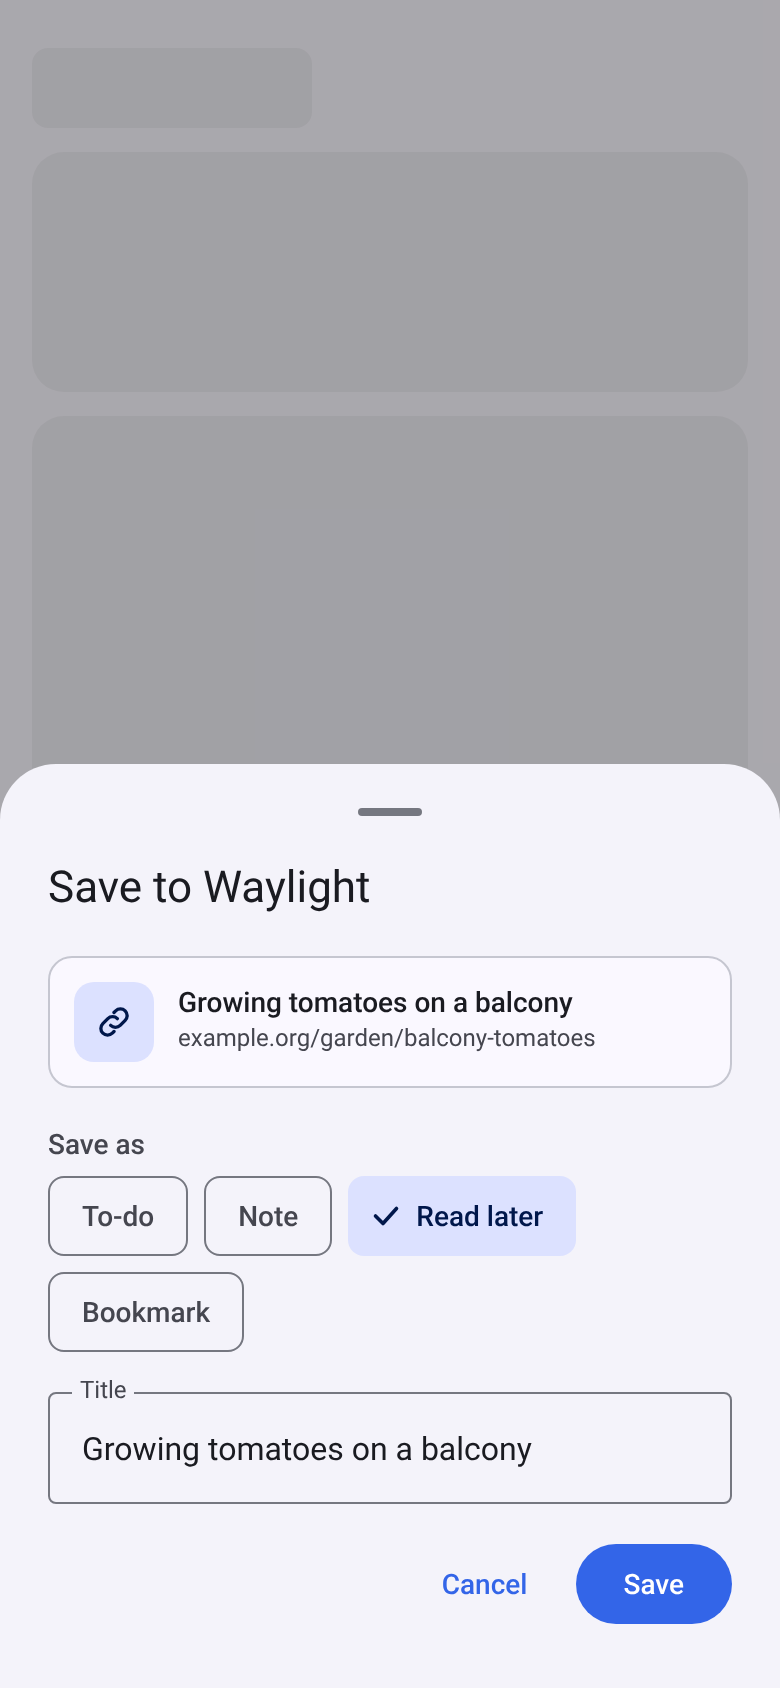 Save to Waylight
Growing tomatoes on a balcony
example.org/garden/balcony-tomatoes
Save as
To-do
Note
Read later
Bookmark
Title
Growing tomatoes on a balcony
Cancel
Save